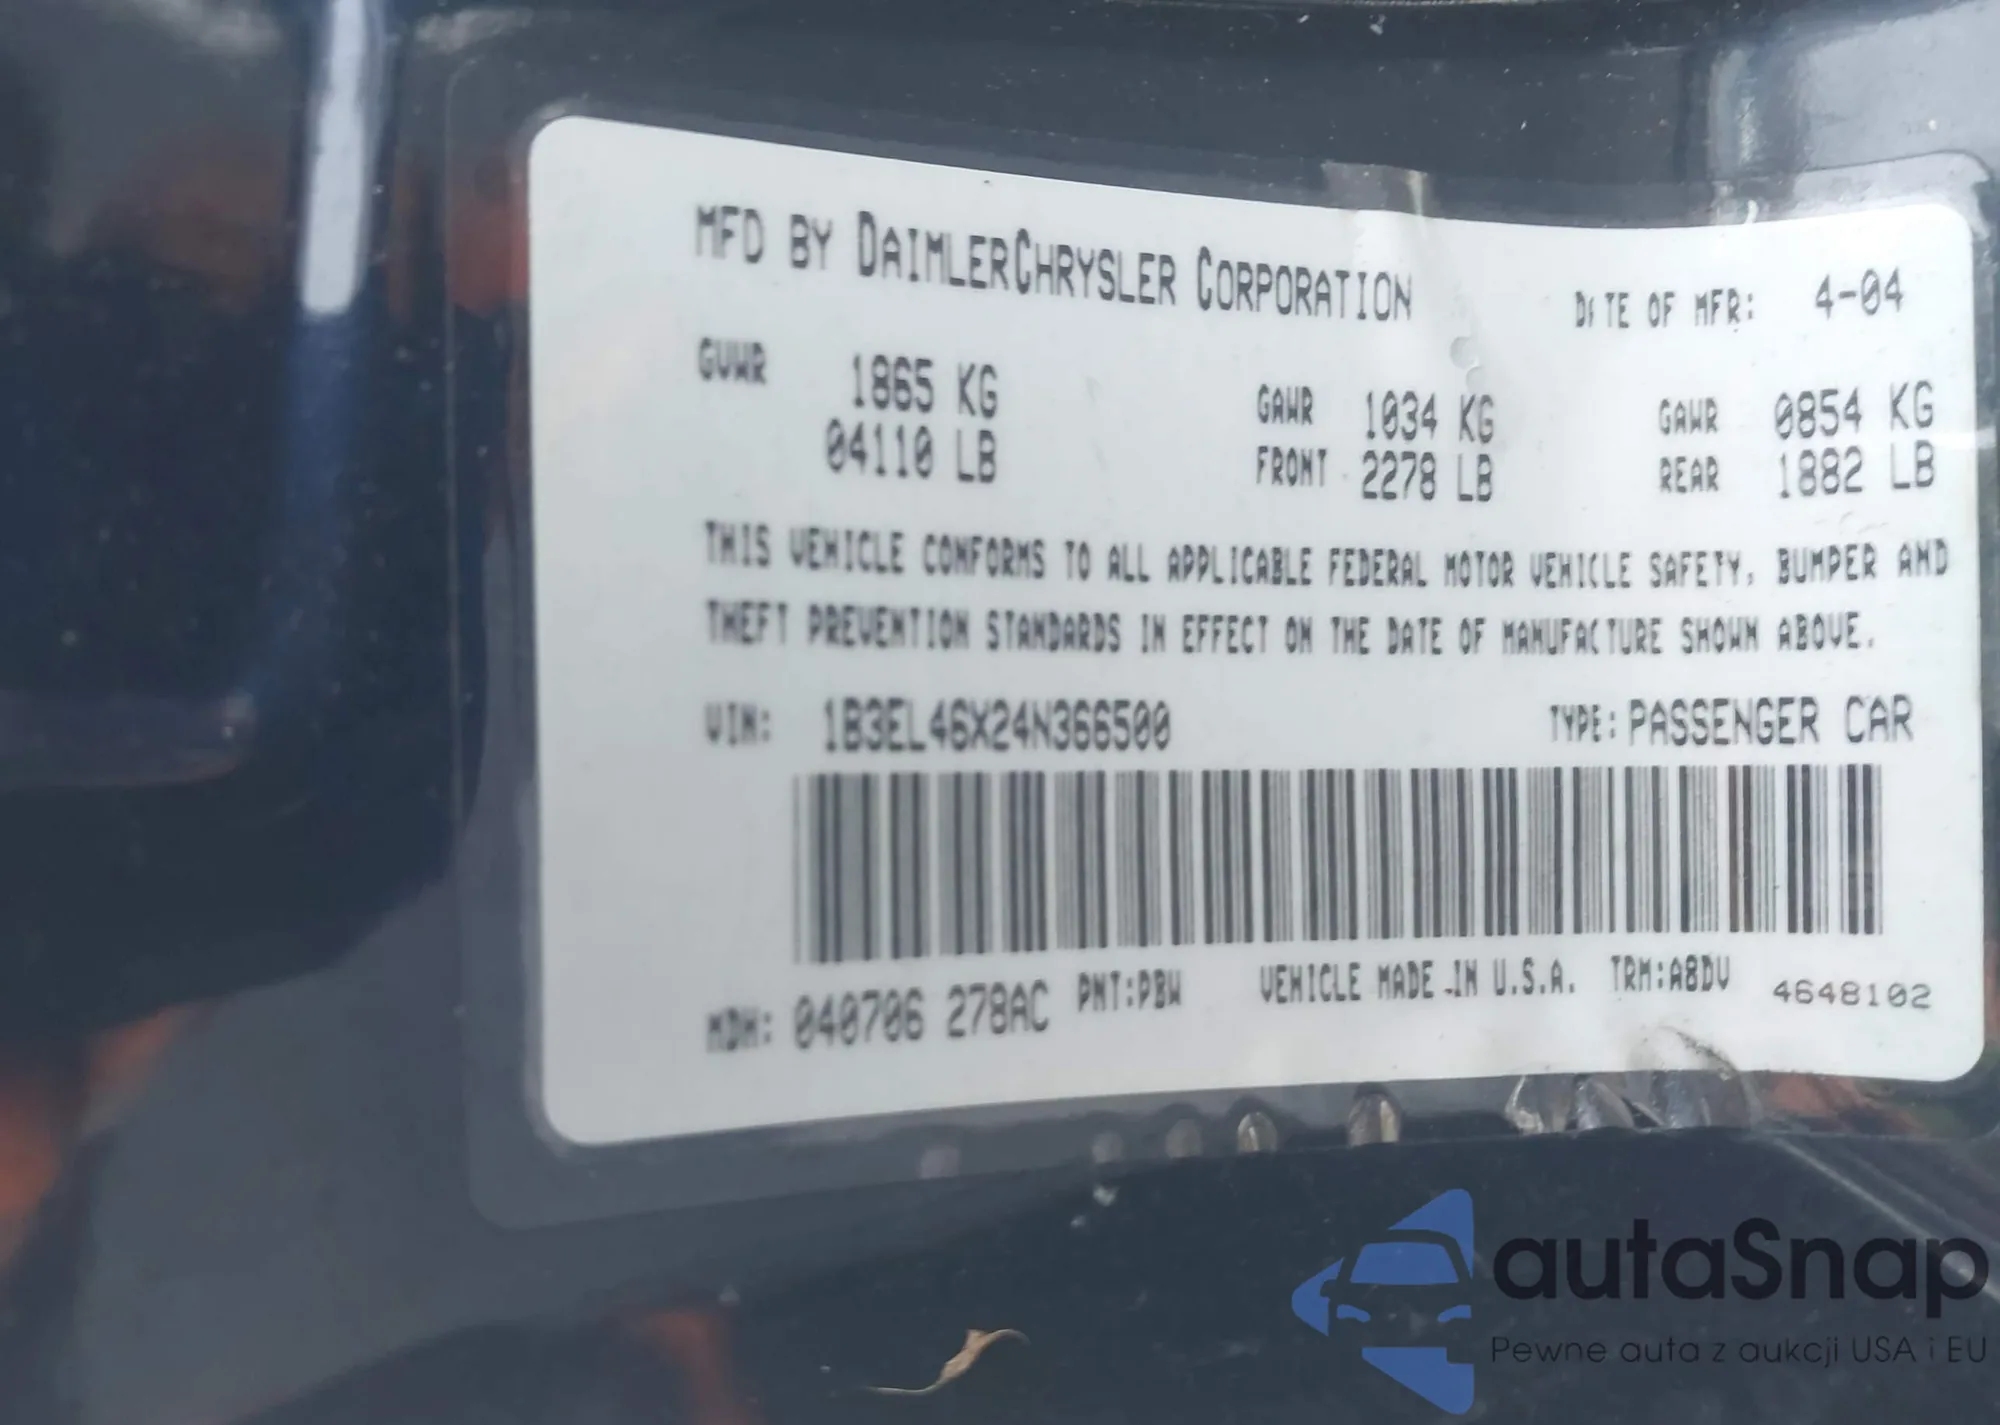 MFD BY DAIMLERCHRYSLER CORPORATION DATE OF MFR: 4-04
GVWR 1865 KG GAWR 1034 KG GAWR 0854 KG
04110 LB FRONT 2278 LB REAR 1882 LB
THIS VEHICLE CONFORMS TO ALL APPLICABLE FEDERAL MOTOR VEHICLE SAFETY, BUMPER AND
THEFT PREVENTION STANDARDS IN EFFECT ON THE DATE OF MANUFACTURE SHOWN ABOVE.
VIN: 1B3EL46X24N366500 TYPE: PASSENGER CAR
MDH: 040706 278AC PNT:PBW VEHICLE MADE IN U.S.A. TRM:A8DV 4648102
autaSnap
Pewne auta z aukcji USA i EU